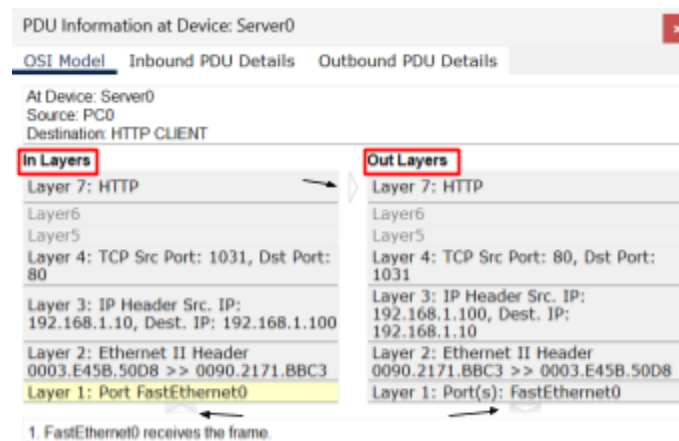 PDU Information at Device: Server0
OSI Model Inbound PDU Details Outbound PDU Details
At Device: Server0
Source: PC0
Destination: HTTP CLIENT
In Layers
Layer 7: HTTP
Layer6
Layer5
Layer 4: TCP Src Port: 1031, Dst Port:
80
Layer 3: IP Header Src. IP:
192.168.1.10, Dest. IP: 192.168.1.100
Layer 2: Ethernet II Header
0003.E45B.50D8 >> 0090.2171.BBC3
Layer 1: Port FastEthernet0
Out Layers
Layer 7: HTTP
Layer6
Layer5
Layer 4: TCP Src Port: 80, Dst Port:
1031
Layer 3: IP Header Src. IP:
192.168.1.100, Dest. IP:
192.168.1.10
Layer 2: Ethernet II Header
0090.2171.BBC3 >> 0003.E45B.50D8
Layer 1: Port(s): FastEthernet0
1. FastEthernet0 receives the frame.